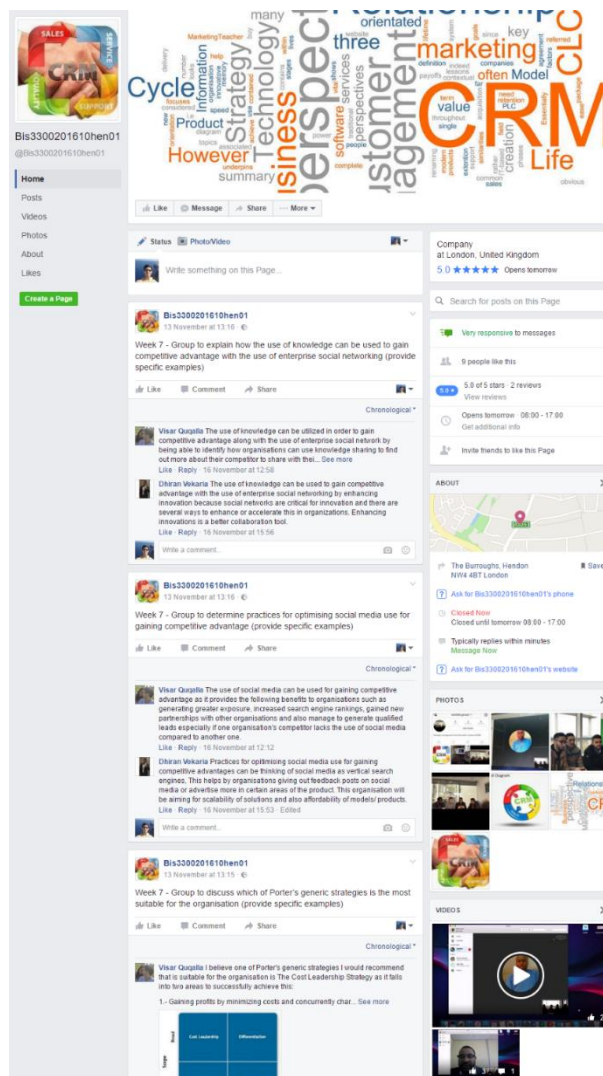 SALES
SERVICE
CRM
QUALITY
SUPPORT
Bis3300201610hen01
@Bis3300201610hen01
Home
Posts
Videos
Photos
About
Likes
Create a Page
many
orientated
Relationship
MarketingTeacher
three
key
marketing
CLC
Cycle
Information
Strategy
Technology
perspect
software
services
perspectives
often
Model
Product
value
CRM
However
summary
creation
Life
obvious
Like
Message
Share
More
Status
Photo/Video
Write something on this Page...
Bis3300201610hen01
13 November at 13:16
Week 7 - Group to explain how the use of knowledge can be used to gain
competitive advantage with the use of enterprise social networking (provide
specific examples)
Like Comment Share
Chronological
Visar Quqalla The use of knowledge can be utilized in order to gain
competitive advantage along with the use of enterprise social network by
being able to identify how organisations can use knowledge sharing to find
out more about their competitor to share with thei... See more
Like · Reply · 16 November at 12:58
Dhiran Vekaria The use of knowledge can be used to gain competitive
advantage with the use of enterprise social networking by enhancing
innovation because social networks are critical for innovation and there are
several ways to enhance or accelerate this in organizations. Enhancing
innovations is a better collaboration tool.
Like · Reply · 16 November at 15:56
Write a comment...
Bis3300201610hen01
13 November at 13:16
Week 7 - Group to determine practices for optimising social media use for
gaining competitive advantage (provide specific examples)
Like Comment Share
Chronological
Visar Quqalla The use of social media can be used for gaining competitive
advantage as it provides the following benefits to organisations such as
generating greater exposure, increased search engine rankings, gained new
partnerships with other organisations and also manage to generate qualified
leads especially if one organisation's competitor lacks the use of social media
compared to another one.
Like · Reply · 16 November at 12:12
Dhiran Vekaria Practices for optimising social media use for gaining
competitive advantages can be thinking of social media as vertical search
engines, This helps by organisations giving out feedback posts on social
media or advertise more in certain areas of the product. This organisation will
be aiming for scalability of solutions and also affordability of models/ products.
Like · Reply · 16 November at 15:53 · Edited
Write a comment...
Bis3300201610hen01
13 November at 13:15
Week 7 - Group to discuss which of Porter's generic strategies is the most
suitable for the organisation (provide specific examples)
Like Comment Share
Chronological
Visar Quqalla I believe one of Porter's generic strategies I would recommend
that is suitable for the organisation is The Cost Leadership Strategy as it falls
into two areas to successfully achieve this:
1.- Gaining profits by minimizing costs and concurrently char... See more
Broad
Cost Leadership
Differentiation
Scope
Company
at London, United Kingdom
5.0 ★★★★★ Opens tomorrow
Search for posts on this Page
Very responsive to messages
9 people like this
5.0
5.0 of 5 stars · 2 reviews
View reviews
Opens tomorrow · 08:00 - 17:00
Get additional info
Invite friends to like this Page
ABOUT
The Burroughs, Hendon
NW4 4BT London
Save
Ask for Bis3300201610hen01's phone
Closed Now
Closed until tomorrow 08:00 - 17:00
Typically replies within minutes
Message Now
Ask for Bis3300201610hen01's website
PHOTOS
CRM
VIDEOS